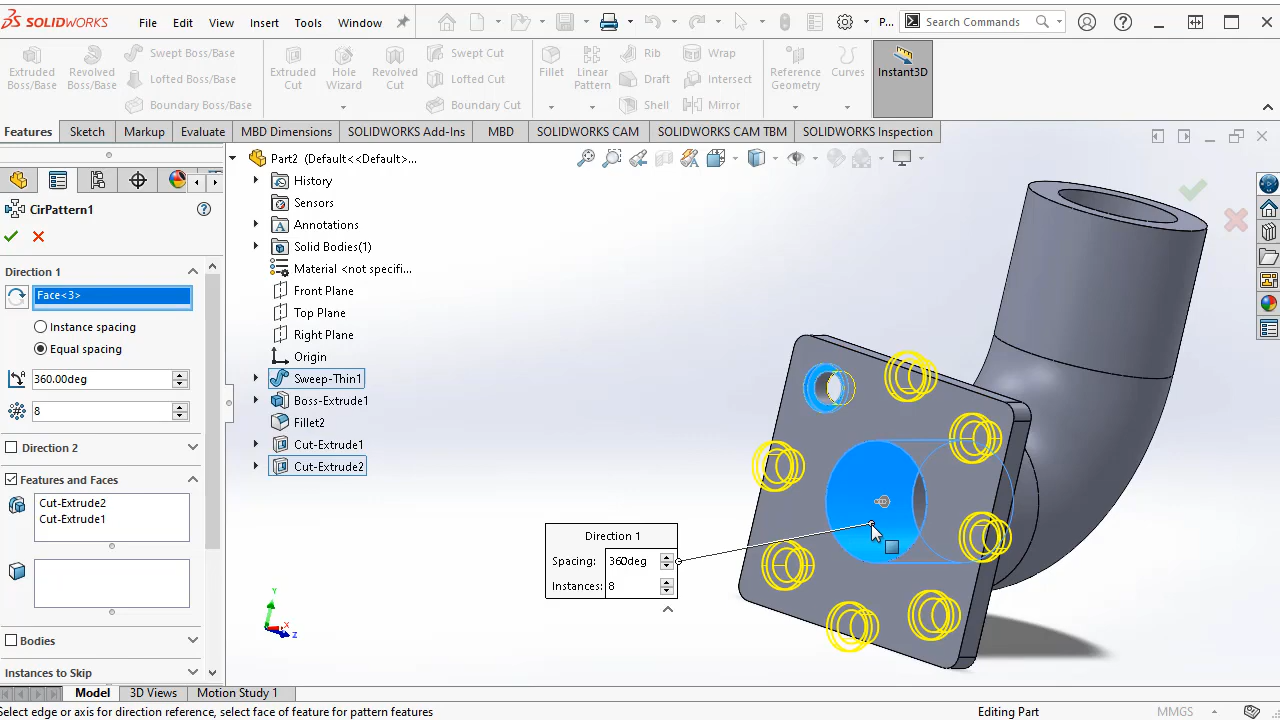 SOLIDWORKS File Edit View Insert Tools Window P... Search Commands
Extruded Boss/Base
Revolved Boss/Base
Swept Boss/Base
Lofted Boss/Base
Boundary Boss/Base
Extruded Cut
Hole Wizard
Revolved Cut
Swept Cut
Lofted Cut
Boundary Cut
Fillet
Linear Pattern
Rib
Draft
Shell
Wrap
Intersect
Mirror
Reference Geometry
Curves
Instant3D
Features Sketch Markup Evaluate MBD Dimensions SOLIDWORKS Add-Ins MBD SOLIDWORKS CAM SOLIDWORKS CAM TBM SOLIDWORKS Inspection
CirPattern1
Direction 1
Face<3>
Instance spacing
Equal spacing
360.00deg
8
Direction 2
Features and Faces
Cut-Extrude2
Cut-Extrude1
Bodies
Instances to Skip
Part2 (Default<<Default>...
History
Sensors
Annotations
Solid Bodies(1)
Material <not specifi...
Front Plane
Top Plane
Right Plane
Origin
Sweep-Thin1
Boss-Extrude1
Fillet2
Cut-Extrude1
Cut-Extrude2
Direction 1
Spacing: 360deg
Instances: 8
Y
X
Z
Model 3D Views Motion Study 1
Select edge or axis for direction reference, select face of feature for pattern features Editing Part MMGS